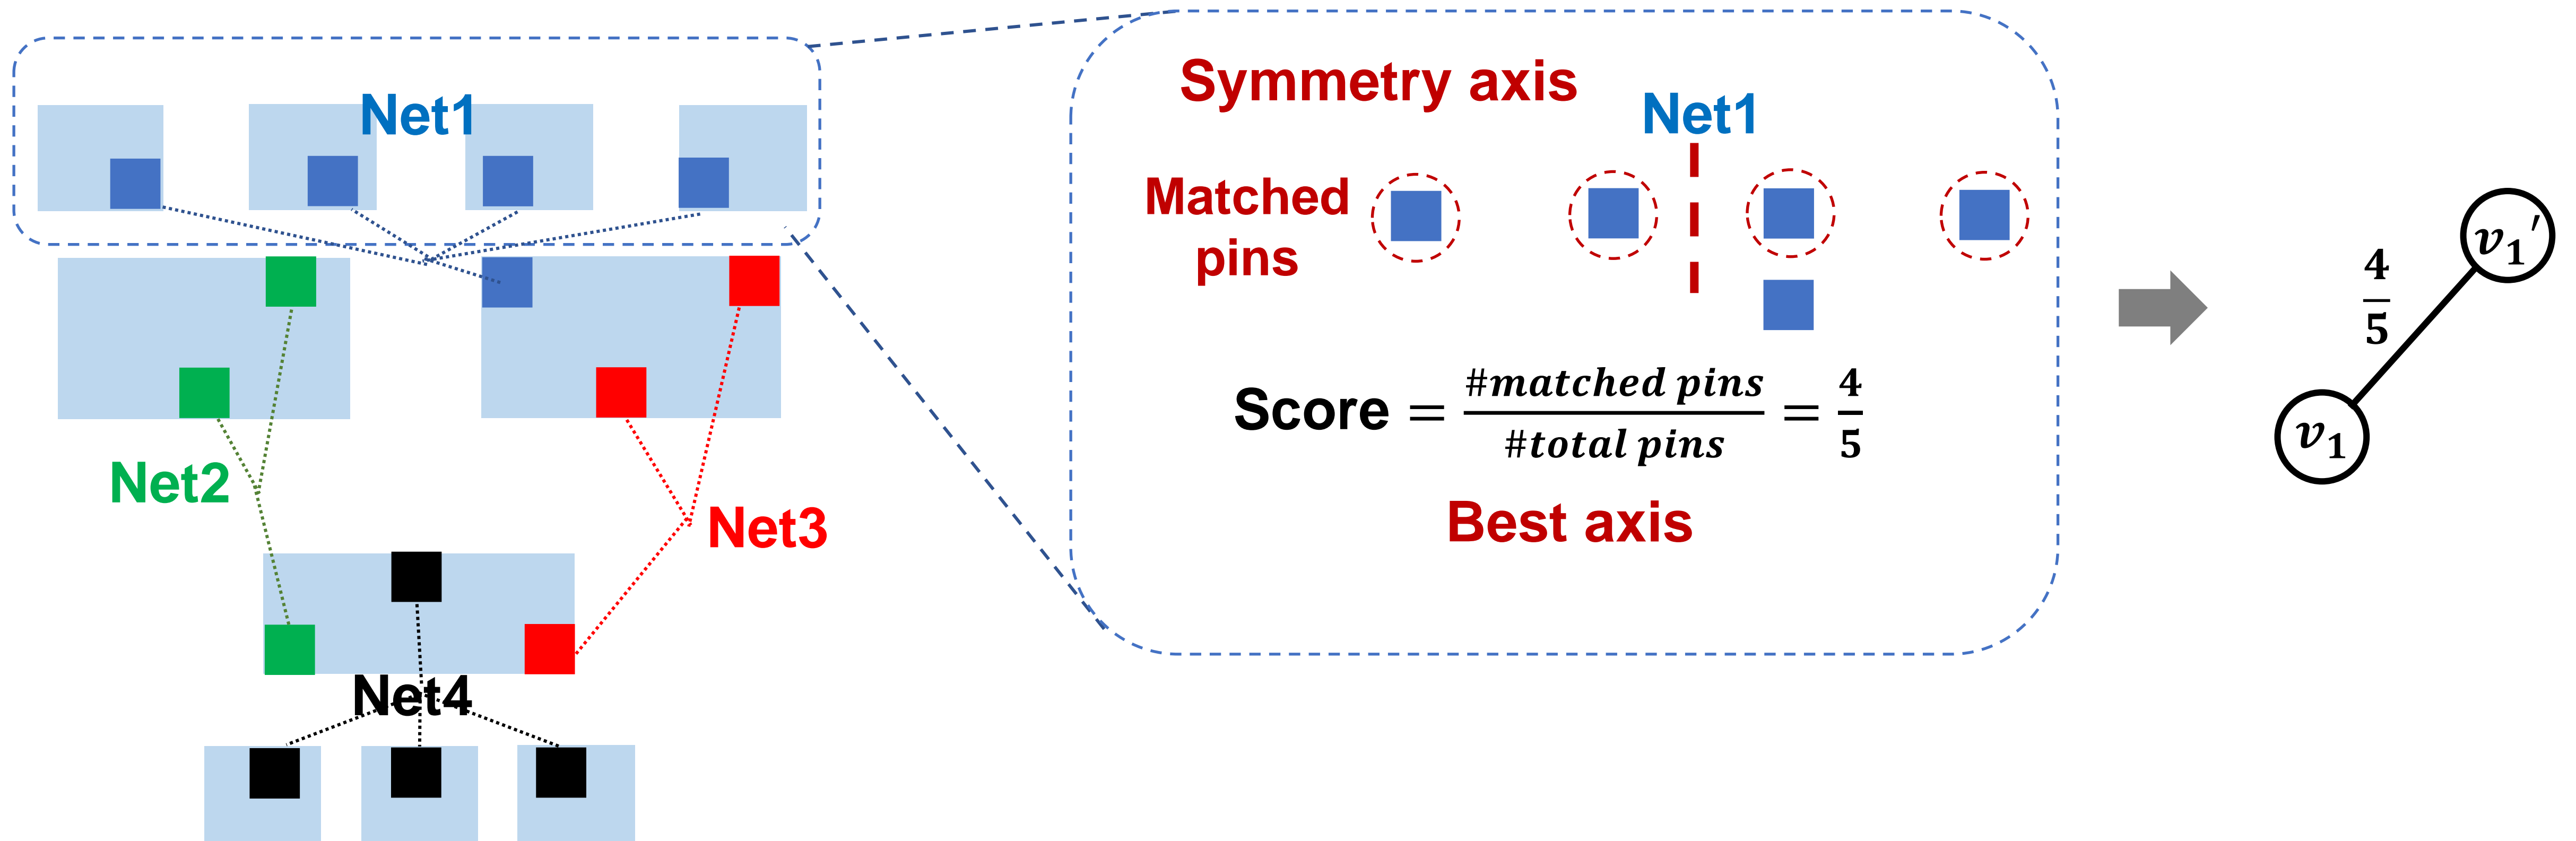 Net1
Net2
Net3
Net4
Symmetry axis
Net1
Matched
pins
Score = #matched pins / #total pins = 4/5
Best axis
4/5
v₁′
v₁